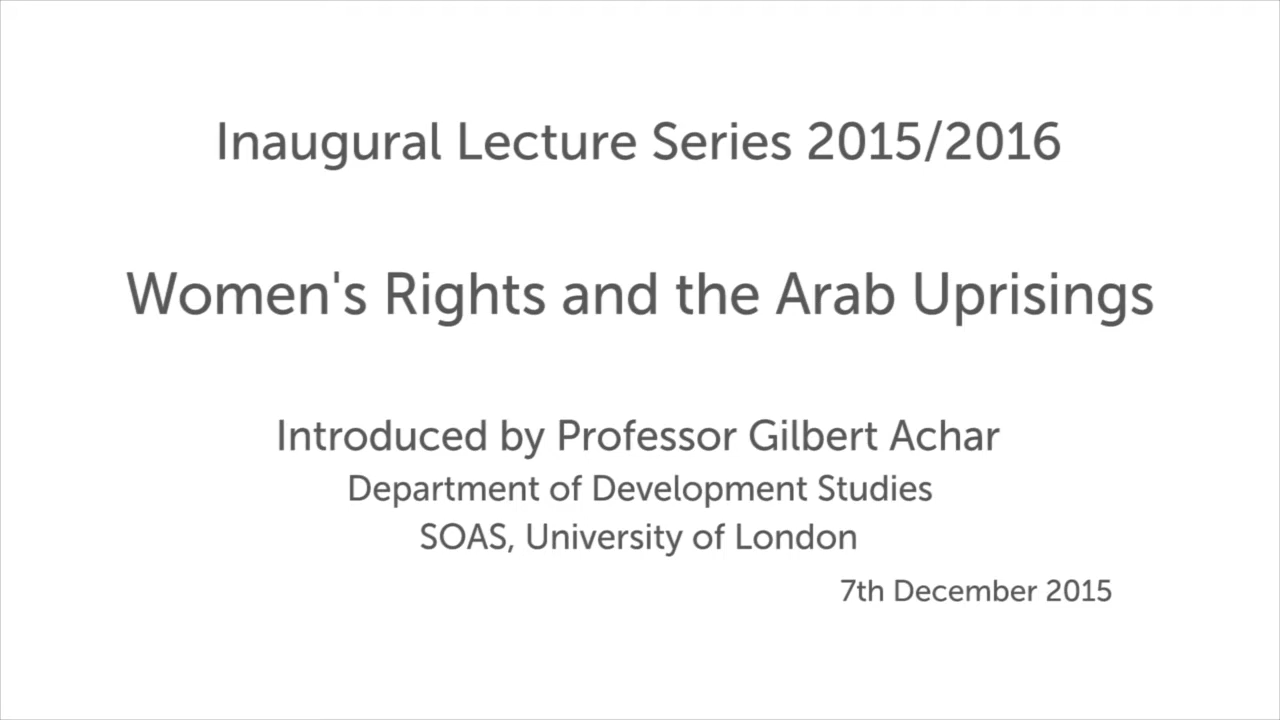 Inaugural Lecture Series 2015/2016
Women's Rights and the Arab Uprisings
Introduced by Professor Gilbert Achar
Department of Development Studies
SOAS, University of London
7th December 2015